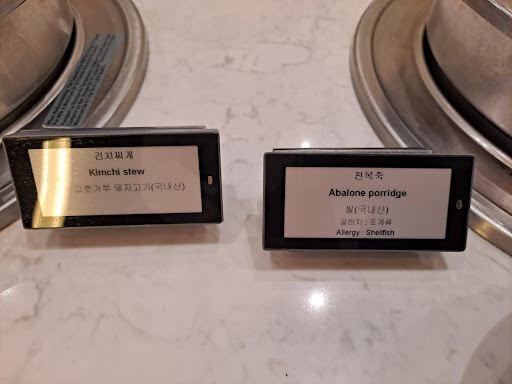 김치찌개
Kimchi stew
고춧가루 돼지고기(국내산)
전복죽
Abalone porridge
쌀(국내산)
알러지 : 조개류
Allergy : Shellfish